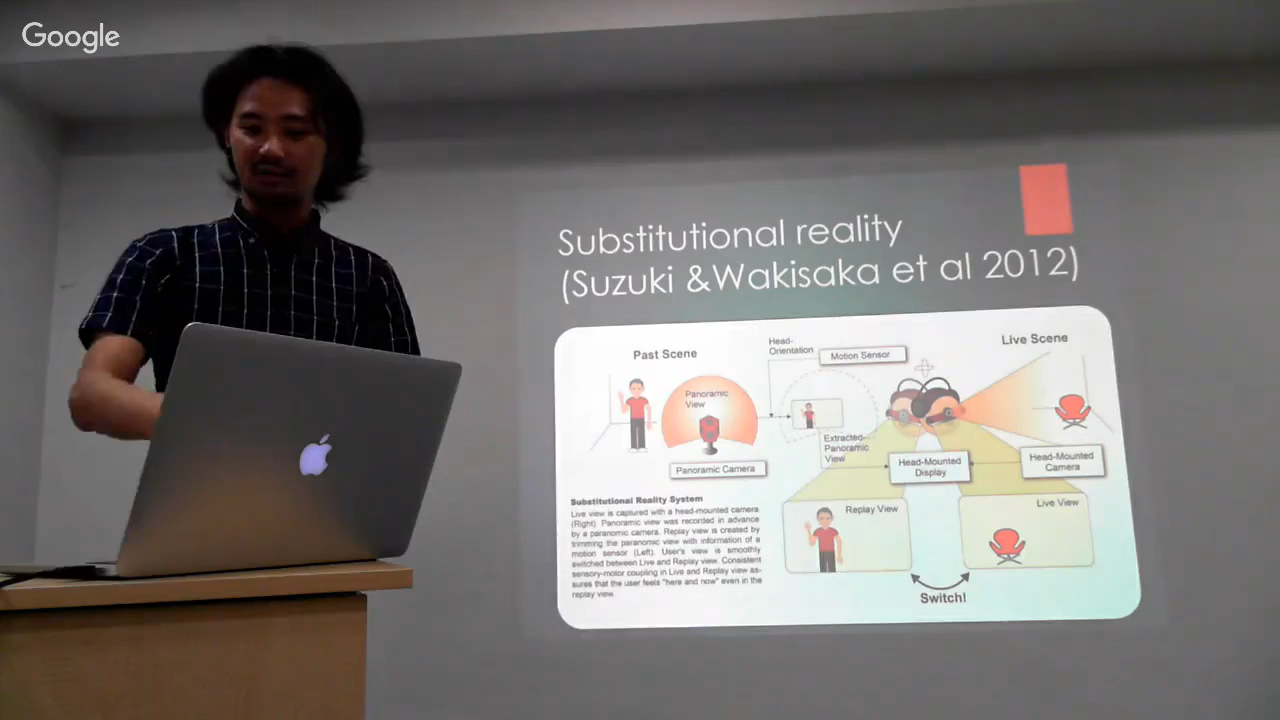 Google
Substitutional reality
(Suzuki &Wakisaka et al 2012)
Past Scene
Head-
Orientation
Motion Sensor
Live Scene
Panoramic
View
Extracted-
Panoramic
View
Panoramic Camera
Head-Mounted
Display
Head-Mounted
Camera
Substitutional Reality System
Live view is captured with a head-mounted camera
(Right). Panoramic view was recorded in advance
by a panoramic camera. Replay view is created by
trimming the paranomic view with information of a
motion sensor (Left). User's view is smoothly
switched between Live and Replay view. Consistent
sensory-motor coupling in Live and Replay view as-
sures that the user feels "here and now" even in the
replay view.
Replay View
Live View
Switch!